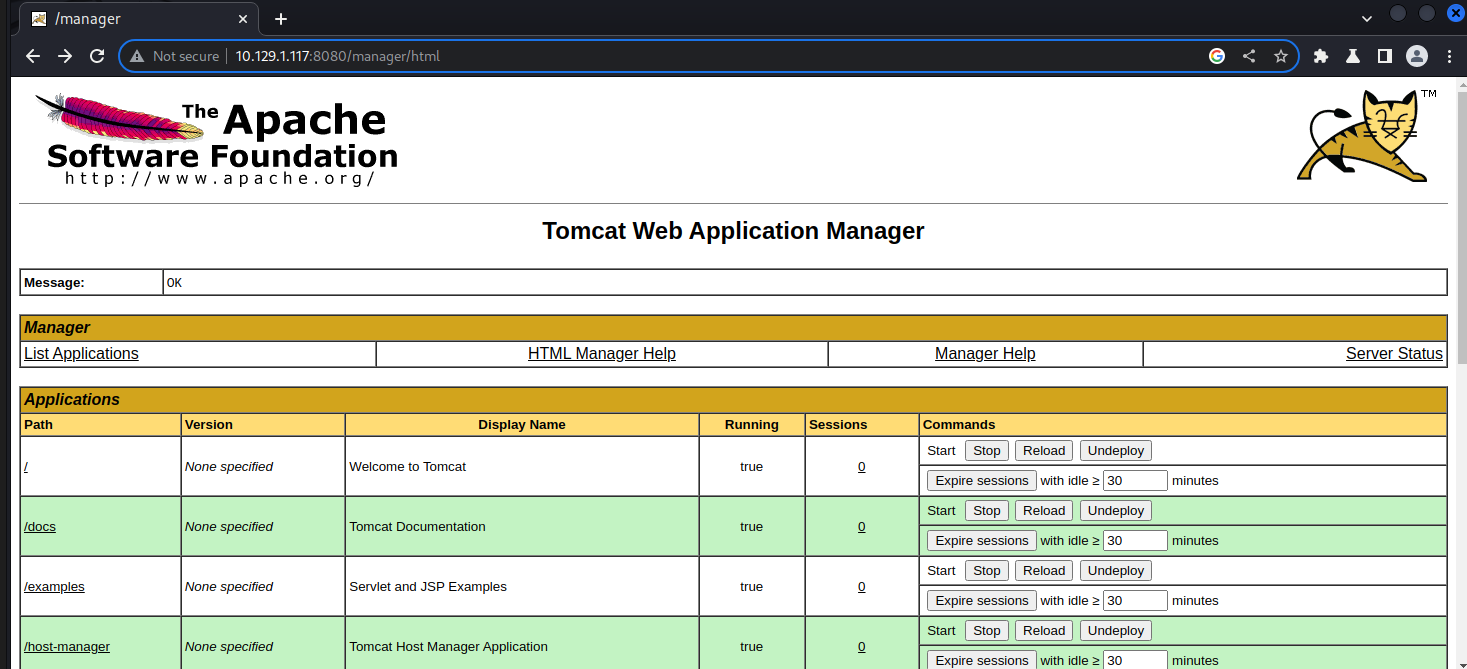 /manager
Not secure 10.129.1.117:8080/manager/html
The Apache
Software Foundation
http://www.apache.org/
TM
Tomcat Web Application Manager
Message: OK
Manager
List Applications HTML Manager Help Manager Help Server Status
Applications
Path Version Display Name Running Sessions Commands
/ None specified Welcome to Tomcat true 0 Start Stop Reload Undeploy
Expire sessions with idle ≥ 30 minutes
/docs None specified Tomcat Documentation true 0 Start Stop Reload Undeploy
Expire sessions with idle ≥ 30 minutes
/examples None specified Servlet and JSP Examples true 0 Start Stop Reload Undeploy
Expire sessions with idle ≥ 30 minutes
/host-manager None specified Tomcat Host Manager Application true 0 Start Stop Reload Undeploy
Expire sessions with idle ≥ 30 minutes